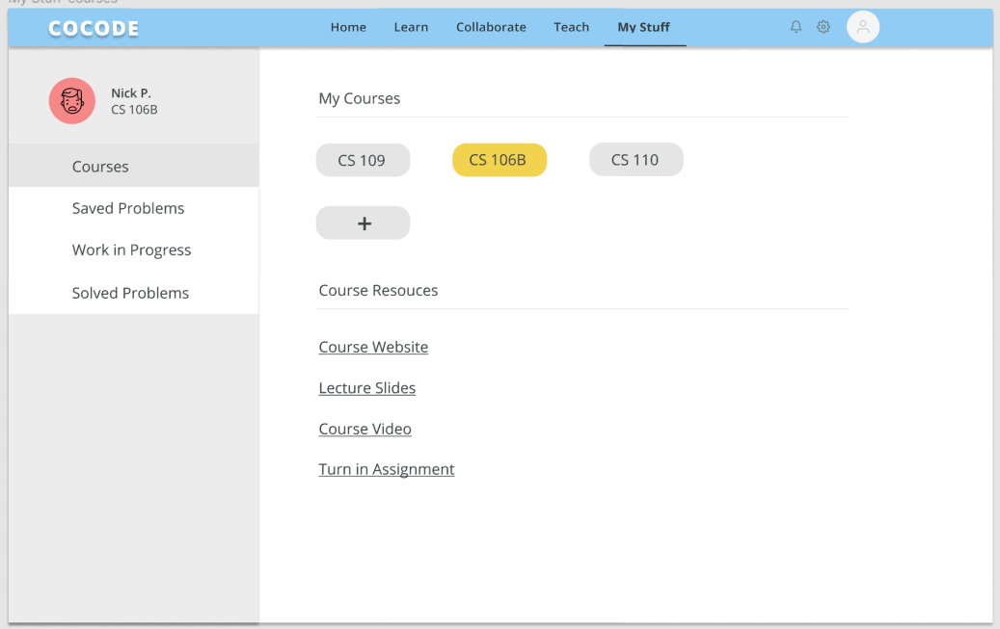 My Stuff-courses
COCODE
Home Learn Collaborate Teach My Stuff
Nick P.
CS 106B
Courses
Saved Problems
Work in Progress
Solved Problems
My Courses
CS 109 CS 106B CS 110
+
Course Resouces
Course Website
Lecture Slides
Course Video
Turn in Assignment